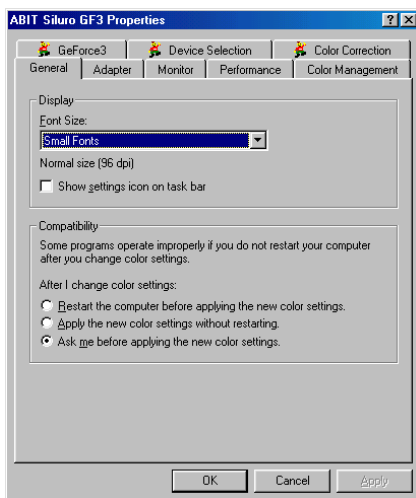 ABIT Siluro GF3 Properties
GeForce3 Device Selection Color Correction
General Adapter Monitor Performance Color Management
Display
Font Size:
Small Fonts
Normal size (96 dpi)
Show settings icon on task bar
Compatibility
Some programs operate improperly if you do not restart your computer
after you change color settings.
After I change color settings:
Restart the computer before applying the new color settings.
Apply the new color settings without restarting.
Ask me before applying the new color settings.
OK Cancel Apply